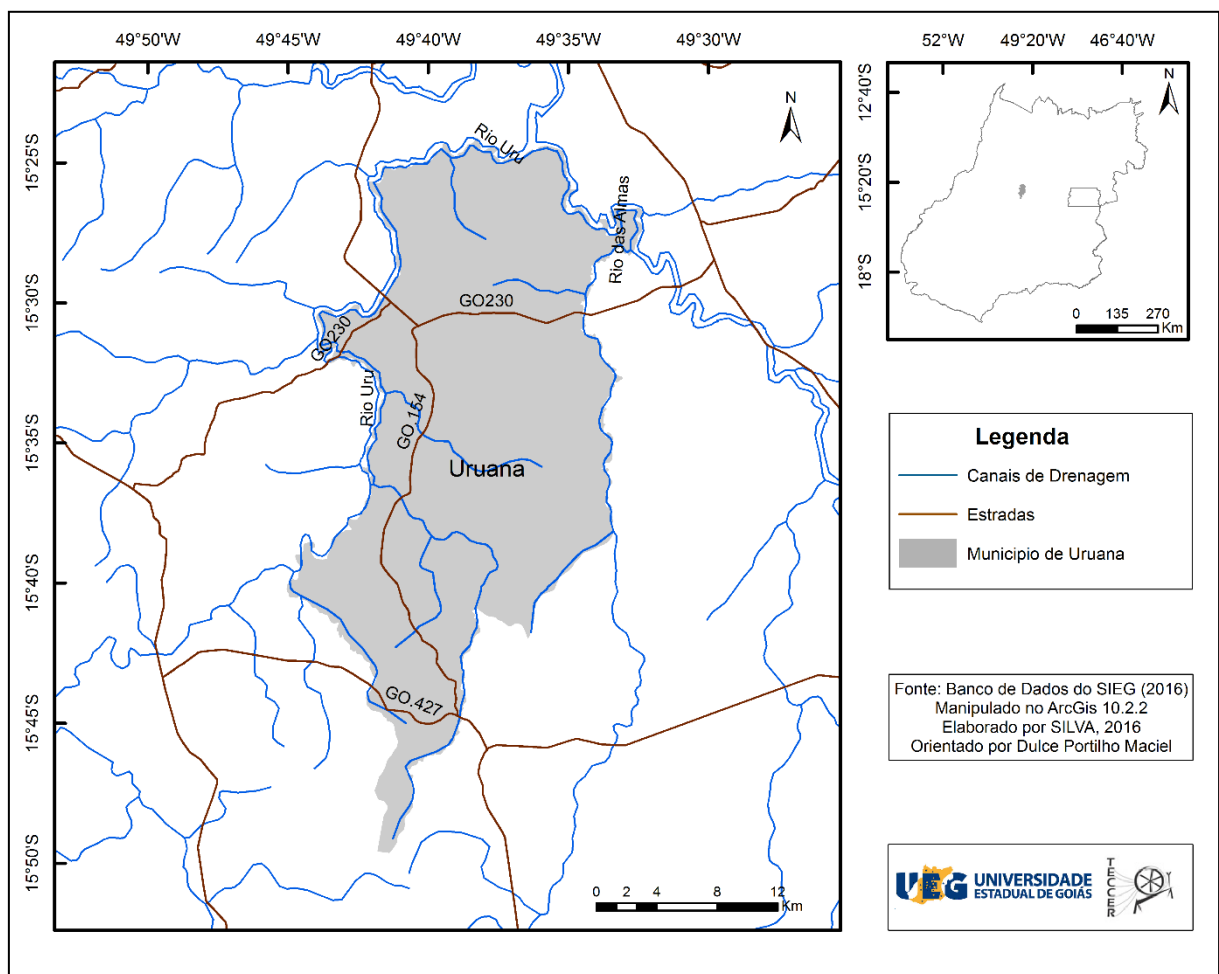 49°50'W 49°45'W 49°40'W 49°35'W 49°30'W
15°25'S
15°30'S
15°35'S
15°40'S
15°45'S
15°50'S
Rio Uru
Rio das Almas
GO230
GO230
Rio Uru
GO.154
Uruana
GO.427
0 2 4 8 12
Km
52°W 49°20'W 46°40'W
12°40'S
15°20'S
18°S
N
N
0 135 270
Km
Legenda
Canais de Drenagem
Estradas
Municipio de Uruana
Fonte: Banco de Dados do SIEG (2016)
Manipulado no ArcGis 10.2.2
Elaborado por SILVA, 2016
Orientado por Dulce Portilho Maciel
UEG UNIVERSIDADE
ESTADUAL DE GOIÁS
TECCER